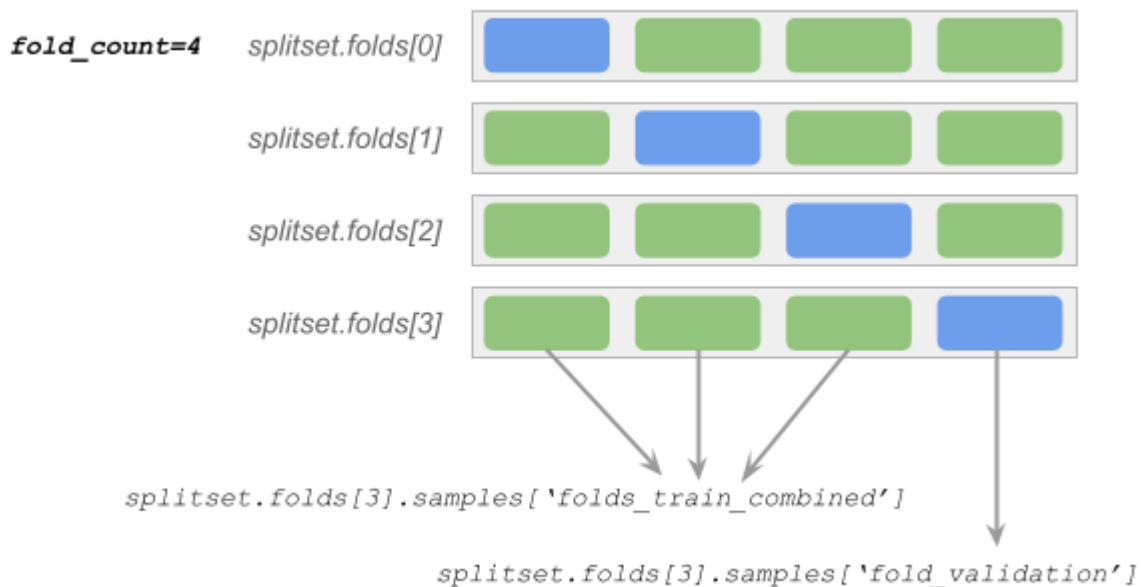 fold_count=4 splitset.folds[0]
splitset.folds[1]
splitset.folds[2]
splitset.folds[3]
splitset.folds[3].samples[‘folds_train_combined’]
splitset.folds[3].samples[‘fold_validation’]